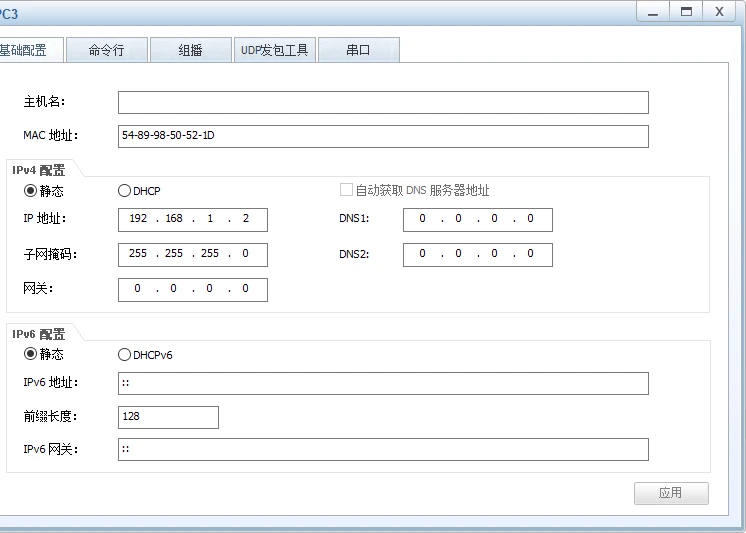 PC3
基础配置 命令行 组播 UDP发包工具 串口
主机名：
MAC 地址： 54-89-98-50-52-1D
IPv4 配置
静态 DHCP 自动获取 DNS 服务器地址
IP 地址： 192 . 168 . 1 . 2 DNS1: 0 . 0 . 0 . 0
子网掩码： 255 . 255 . 255 . 0 DNS2: 0 . 0 . 0 . 0
网关： 0 . 0 . 0 . 0
IPv6 配置
静态 DHCPv6
IPv6 地址： ::
前缀长度： 128
IPv6 网关： ::
应用